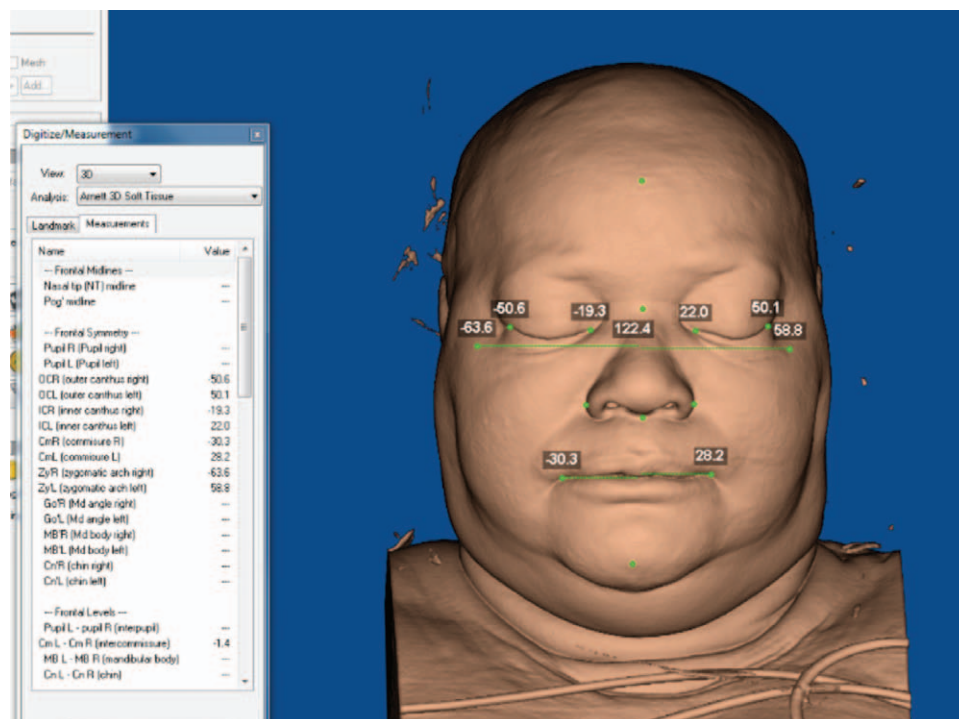 Mesh
Add
Digitize/Measurement
View: 3D
Analysis: Arnett 3D Soft Tissue
Landmark Measurements
Name Value
--- Frontal Midlines ---
Nasal tip (NT) midline ---
Pog' midline ---
--- Frontal Symmetry ---
Pupil R (Pupil right) ---
Pupil L (Pupil left) ---
OCR (outer canthus right) -50.6
OCL (outer canthus left) 50.1
ICR (inner canthus right) -19.3
ICL (inner canthus left) 22.0
CmR (commisure R) -30.3
CmL (commisure L) 28.2
Zy'R (zygomatic arch right) -63.6
Zy'L (zygomatic arch left) 58.8
Go'R (Md angle right) ---
Go'L (Md angle left) ---
MB'R (Md body right) ---
MB'L (Md body left) ---
Cn'R (chin right) ---
Cn'L (chin left) ---
--- Frontal Levels ---
Pupil L - pupil R (interpupil) ---
Cm L - Cm R (intercommissure) -1.4
MB L - MB R (mandibular body) ---
Cn L - Cn R (chin) ---
-50.6 -19.3 22.0 50.1
-63.6 122.4 58.8
-30.3 28.2